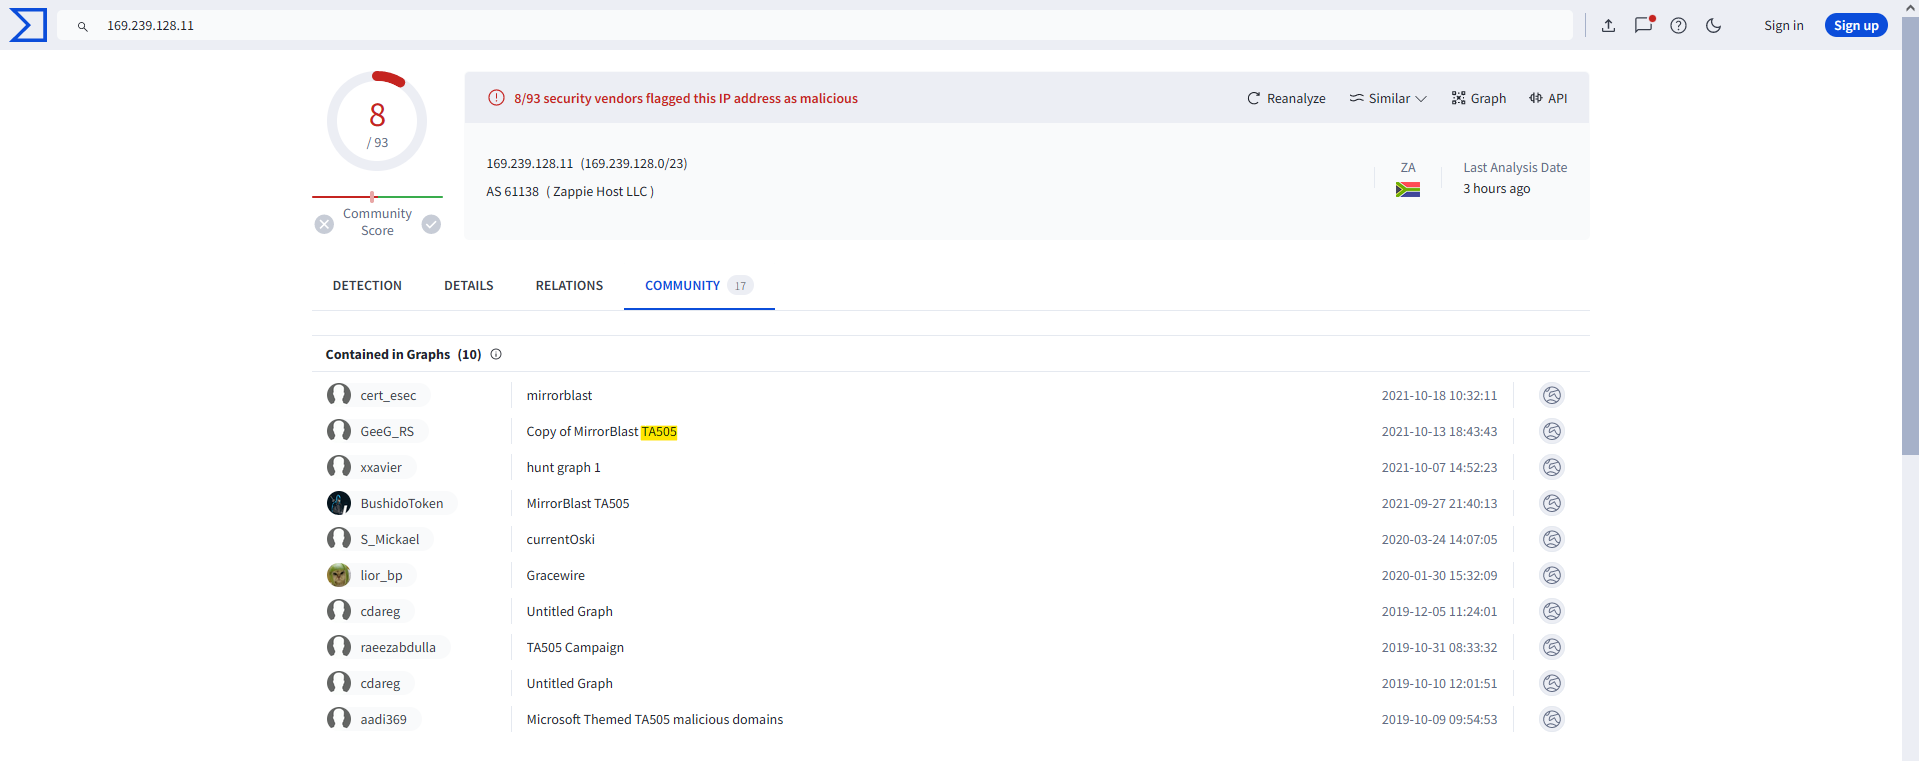 169.239.128.11
Sign in
Sign up
8
/ 93
Community
Score
8/93 security vendors flagged this IP address as malicious
Reanalyze
Similar
Graph
API
169.239.128.11 (169.239.128.0/23)
AS 61138 ( Zappie Host LLC )
ZA
Last Analysis Date
3 hours ago
DETECTION
DETAILS
RELATIONS
COMMUNITY 17
Contained in Graphs (10)
cert_esec mirrorblast 2021-10-18 10:32:11
GeeG_RS Copy of MirrorBlast TA505 2021-10-13 18:43:43
xxavier hunt graph 1 2021-10-07 14:52:23
BushidoToken MirrorBlast TA505 2021-09-27 21:40:13
S_Mickael currentOski 2020-03-24 14:07:05
lior_bp Gracewire 2020-01-30 15:32:09
cdareg Untitled Graph 2019-12-05 11:24:01
raeezabdulla TA505 Campaign 2019-10-31 08:33:32
cdareg Untitled Graph 2019-10-10 12:01:51
aadi369 Microsoft Themed TA505 malicious domains 2019-10-09 09:54:53